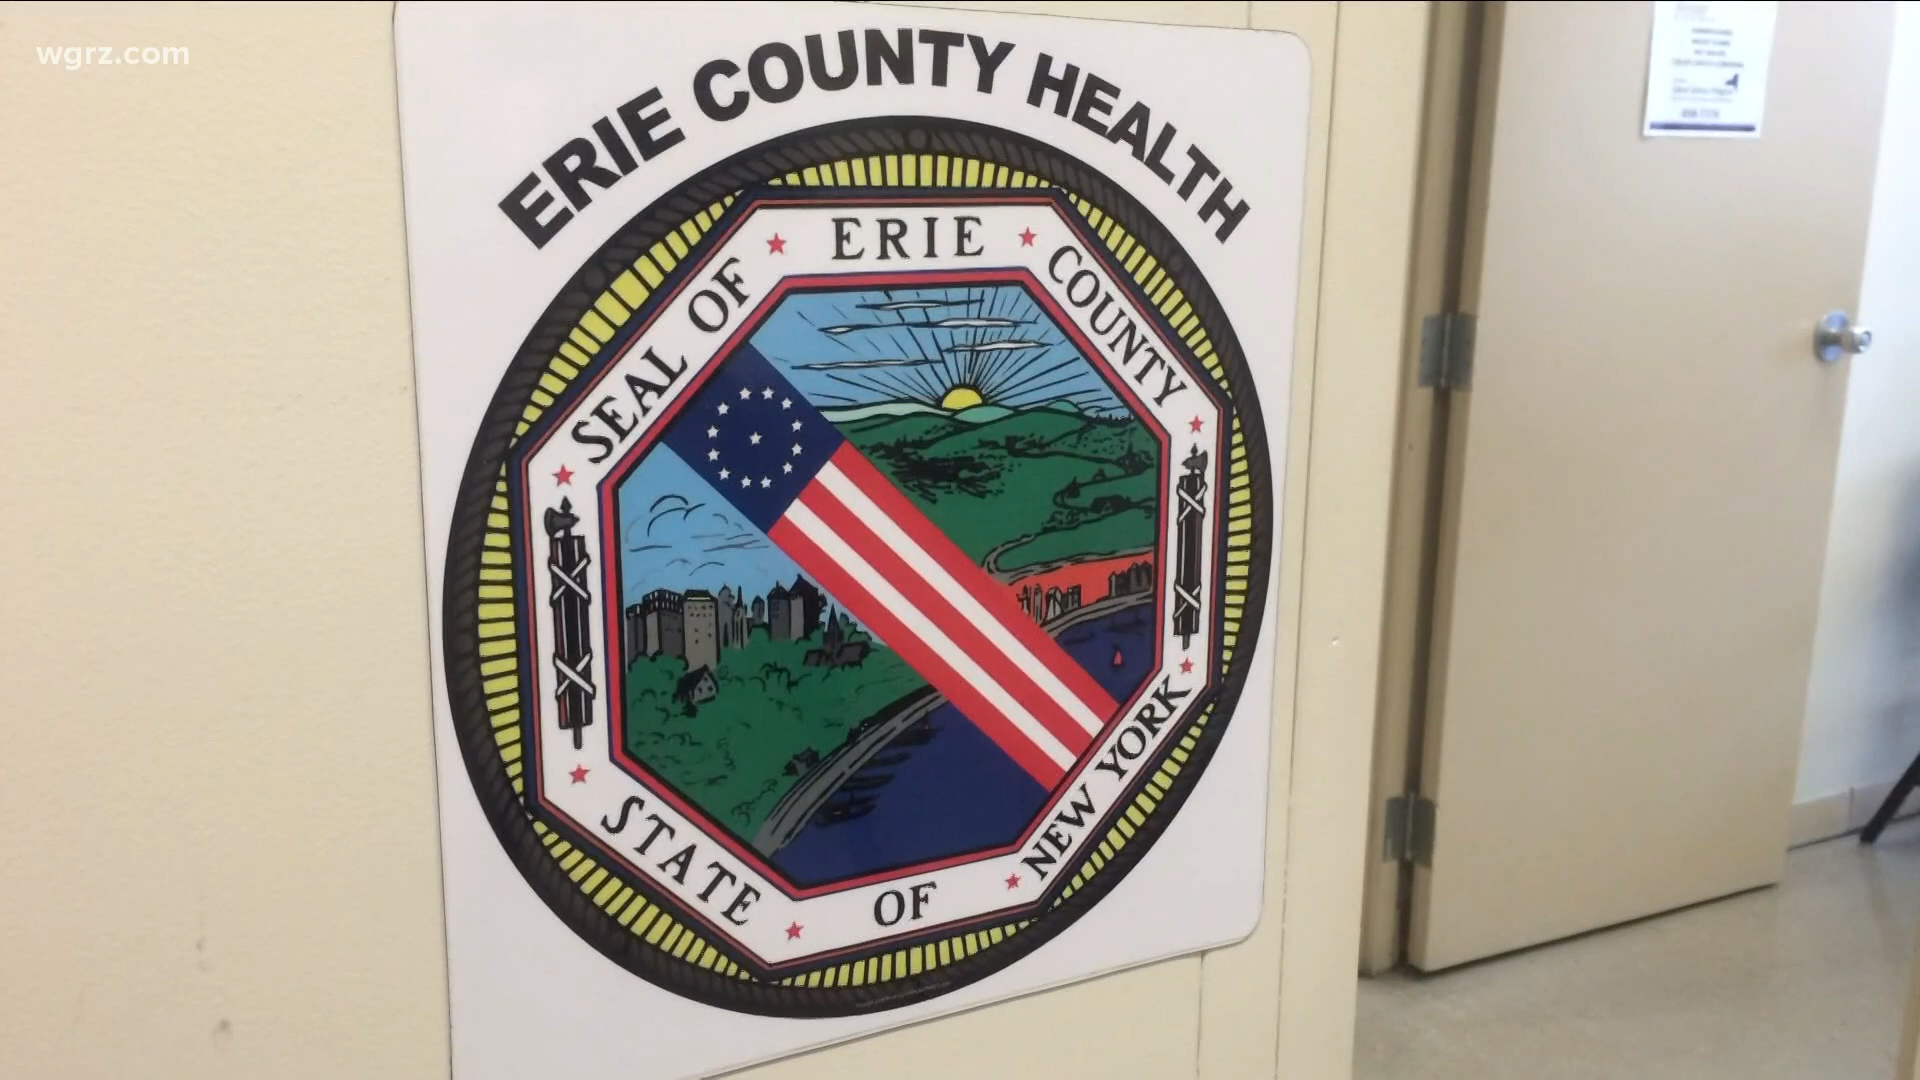 wgrz.com
ERIE COUNTY HEALTH
SEAL OF ★ ERIE ★ COUNTY
STATE ★ OF ★ NEW YORK